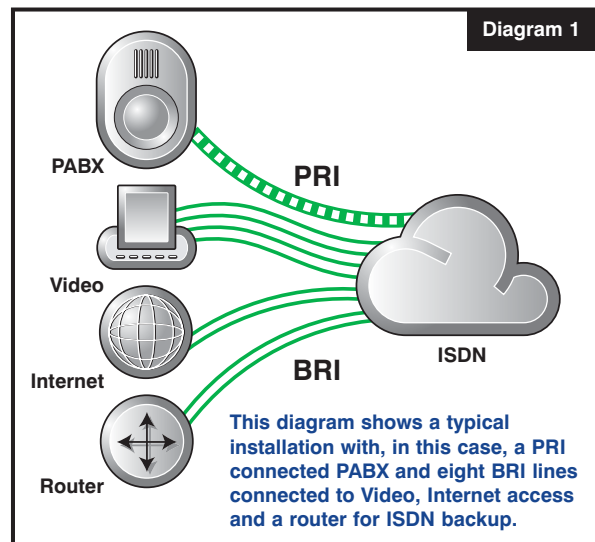 Diagram 1
PABX
PRI
Video
ISDN
Internet
BRI
Router
This diagram shows a typical
installation with, in this case, a PRI
connected PABX and eight BRI lines
connected to Video, Internet access
and a router for ISDN backup.